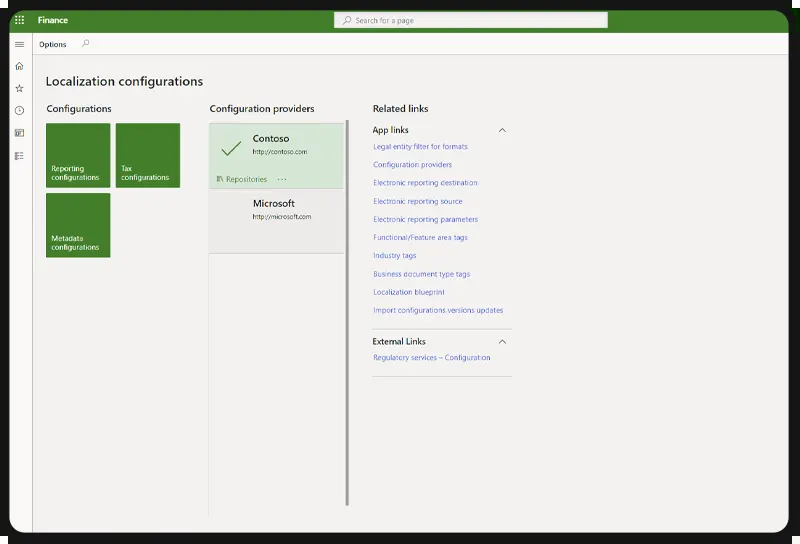 Finance
Search for a page
Options
Localization configurations
Configurations
Reporting
configurations
Tax
configurations
Metadata
configurations
Configuration providers
Contoso
http://contoso.com
Repositories ...
Microsoft
http://microsoft.com
Related links
App links
Legal entity filter for formats
Configuration providers
Electronic reporting destination
Electronic reporting source
Electronic reporting parameters
Functional/Feature area tags
Industry tags
Business document type tags
Localization blueprint
Import configurations versions updates
External Links
Regulatory services – Configuration